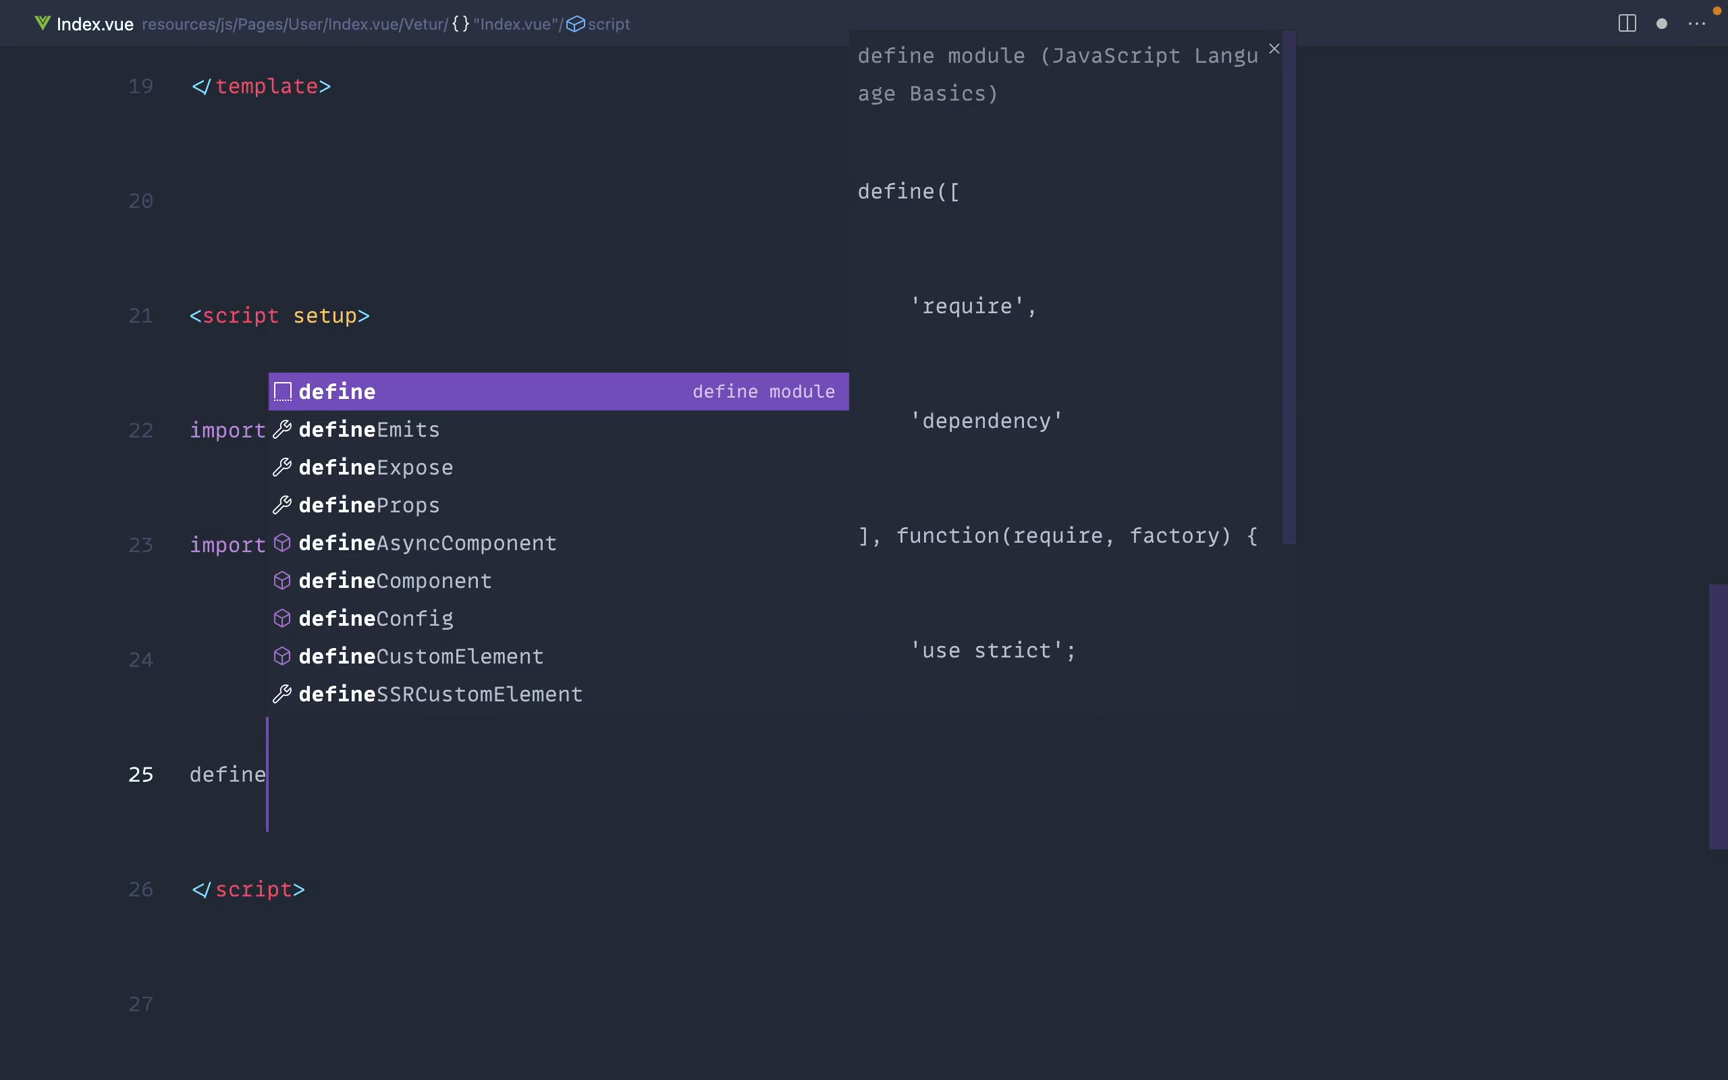 Index.vue resources/js/Pages/User/Index.vue/Vetur/{} "Index.vue"/script
define module (JavaScript Langu
age Basics)
define([
'require',
'dependency'
], function(require, factory) {
'use strict';
19 </template>
20
21 <script setup>
22 import
23 import
24
define define module
defineEmits
defineExpose
defineProps
defineAsyncComponent
defineComponent
defineConfig
defineCustomElement
defineSSRCustomElement
25 define
26 </script>
27